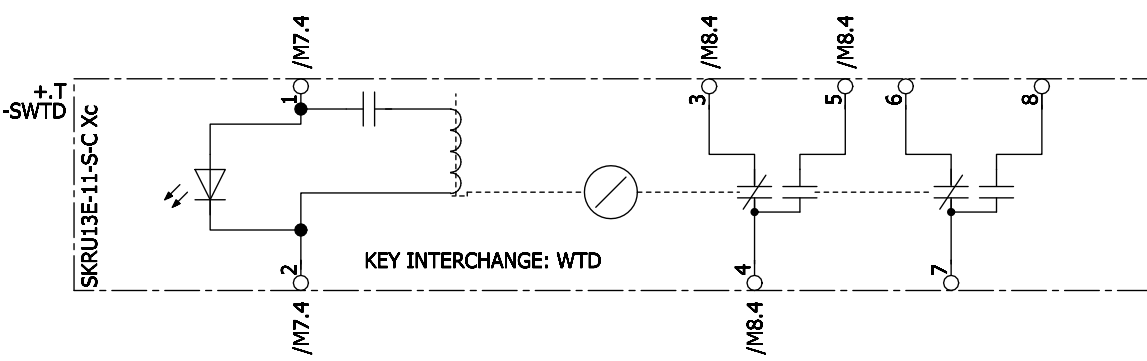 /M7.4
/M8.4
/M8.4
+.T
-SWTD
1
3
5
6
8
SKRU13E-11-S-C Xc
KEY INTERCHANGE: WTD
2
4
7
/M7.4
/M8.4